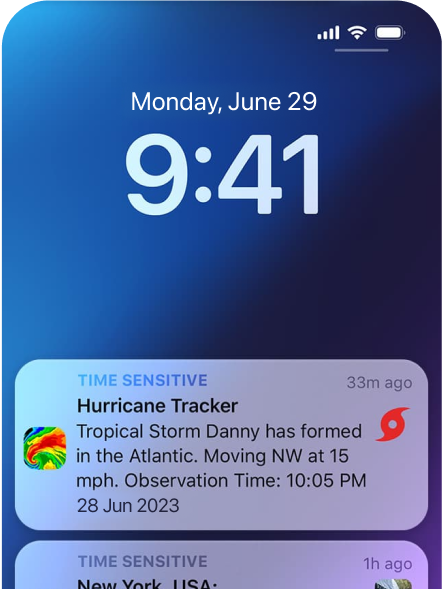 Monday, June 29
9:41
TIME SENSITIVE
33m ago
Hurricane Tracker
Tropical Storm Danny has formed
in the Atlantic. Moving NW at 15
mph. Observation Time: 10:05 PM
28 Jun 2023
TIME SENSITIVE
1h ago
New York, USA: